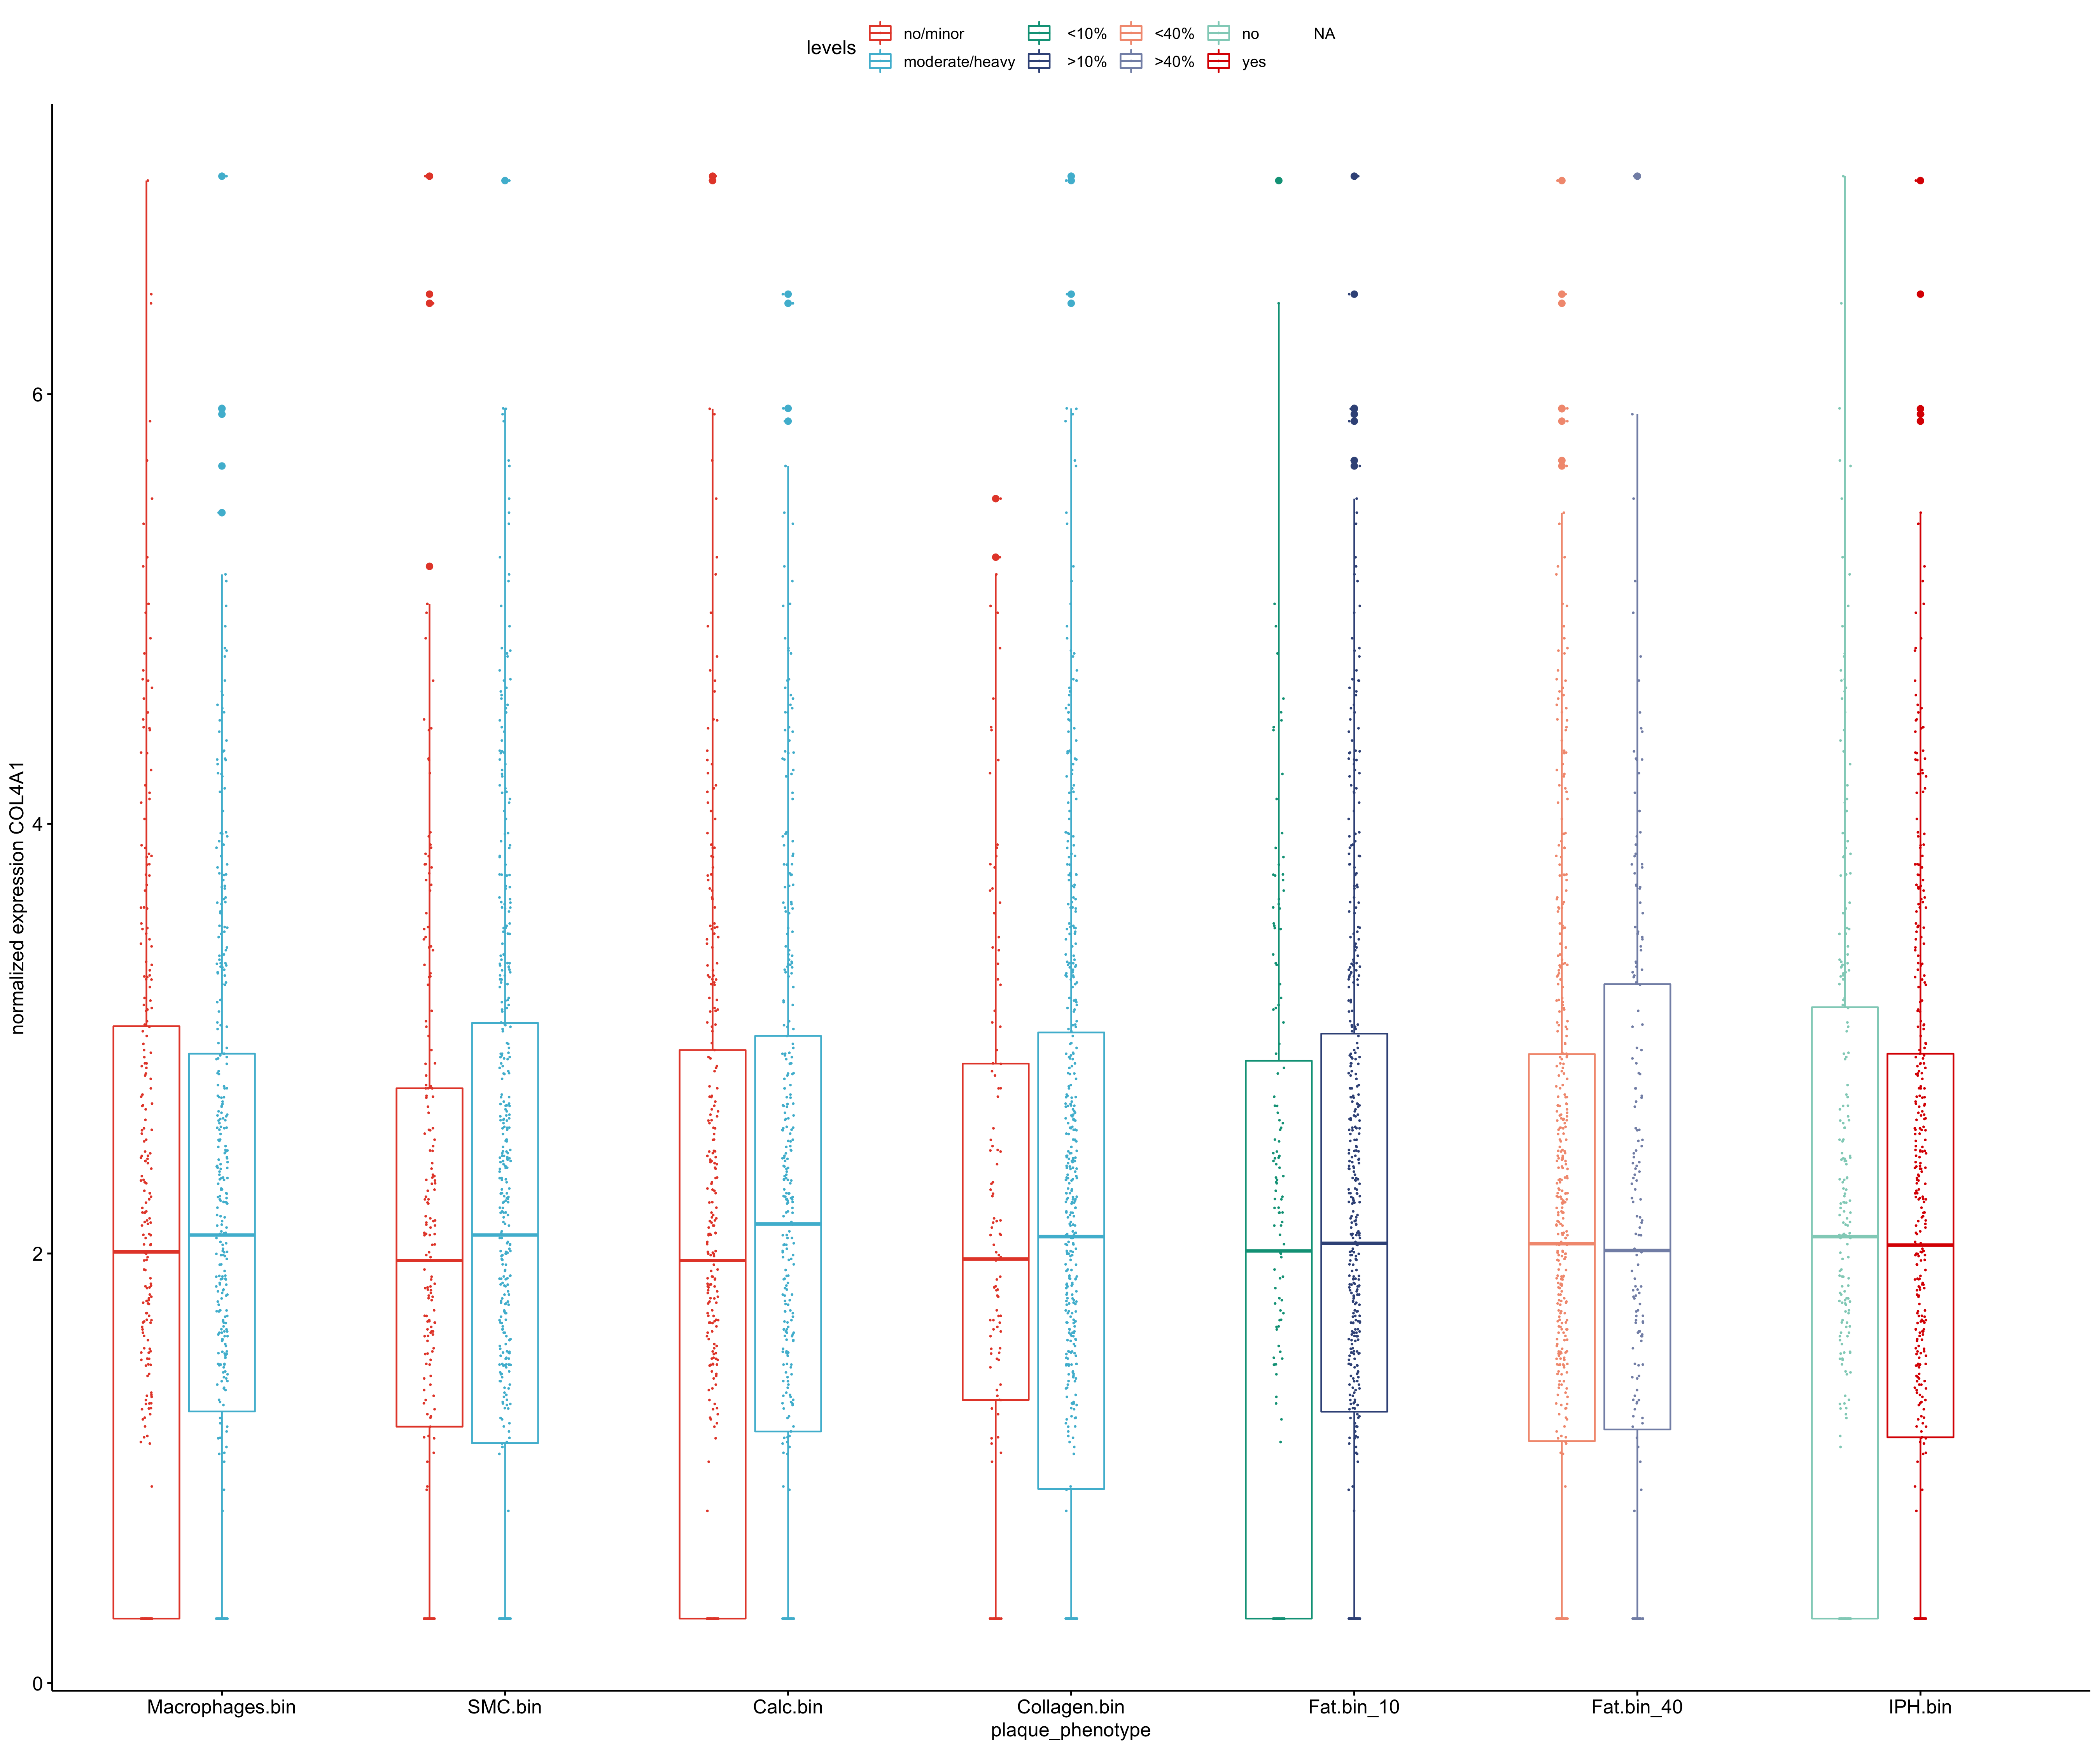 levels no/minor <10% <40% no NA
moderate/heavy >10% >40% yes
normalized expression COL4A1
6
4
2
0
Macrophages.bin SMC.bin Calc.bin Collagen.bin Fat.bin_10 Fat.bin_40 IPH.bin
plaque_phenotype